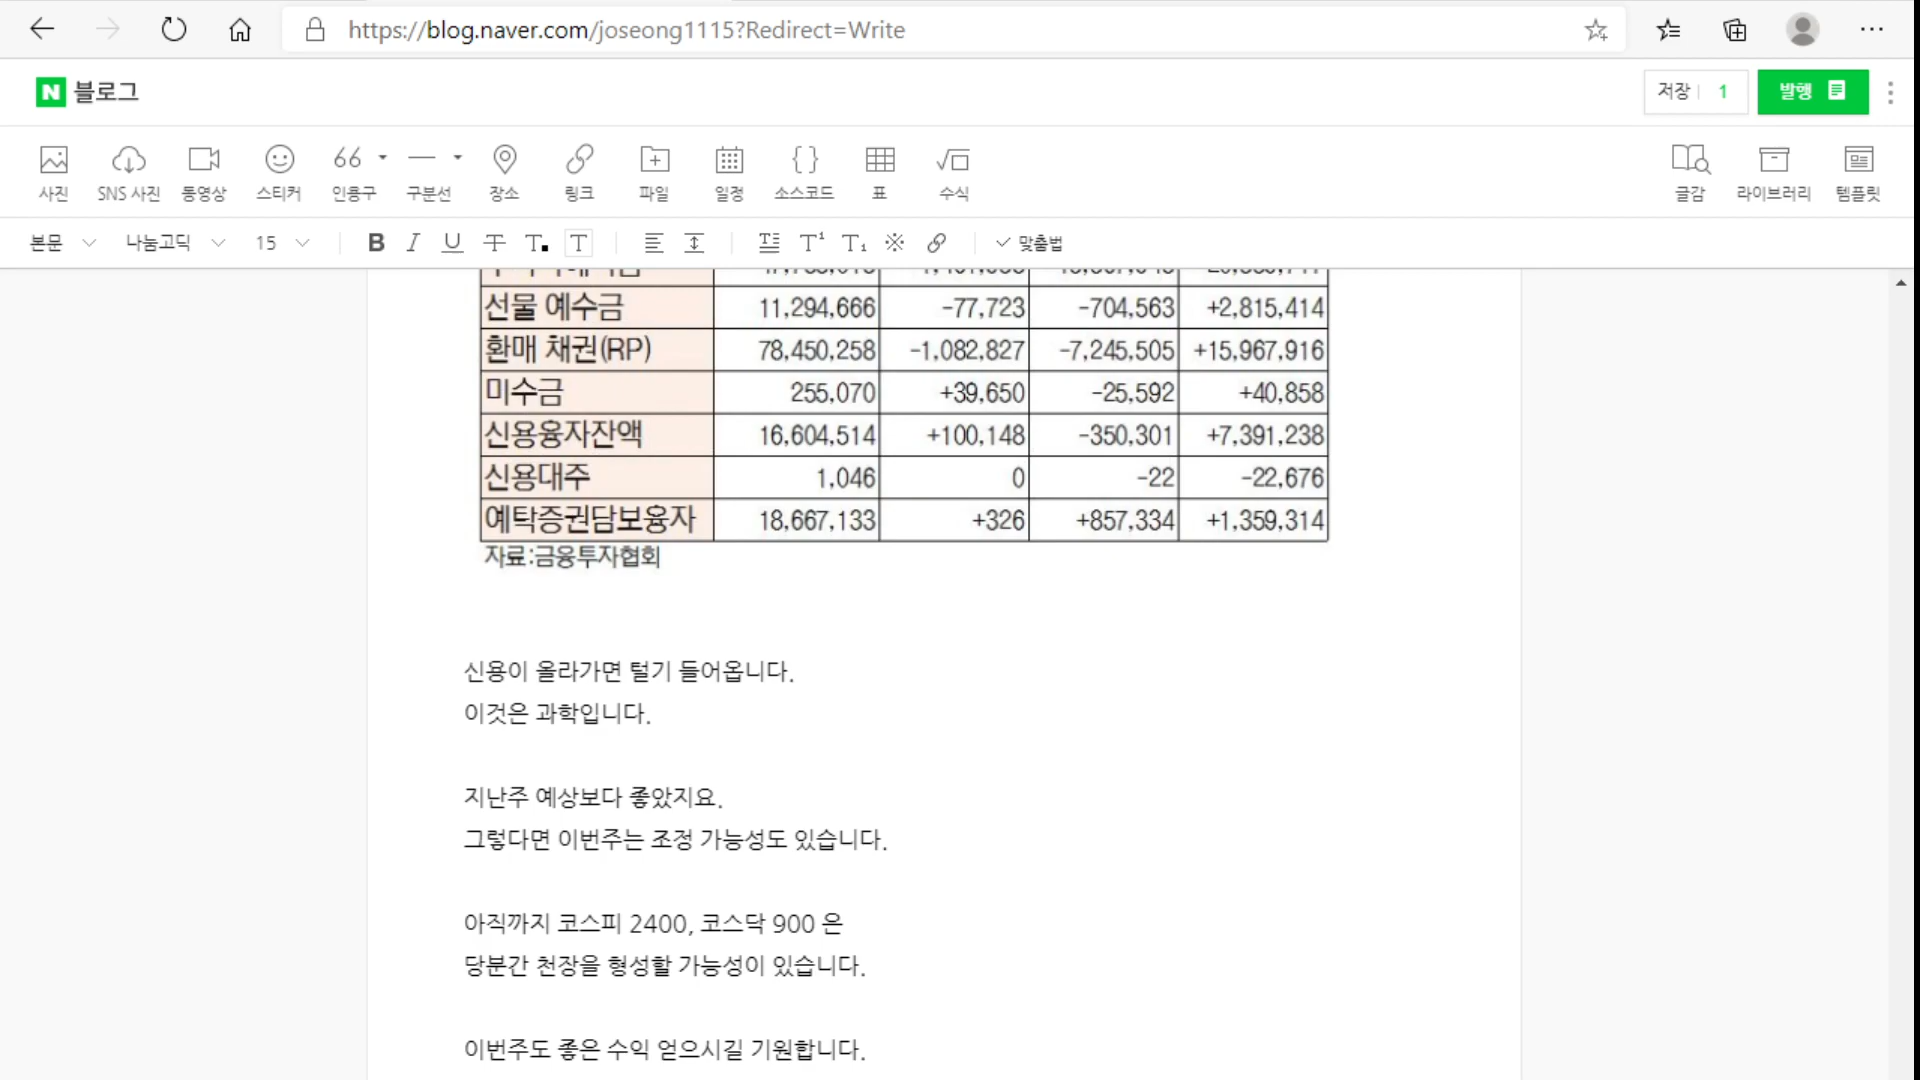 https://blog.naver.com/joseong1115?Redirect=Write
N 블로그
저장 1 발행
사진 SNS 사진 동영상 스티커 인용구 구분선 장소 링크 파일 일정 소스코드 표 수식 글감 라이브러리 템플릿
본문 나눔고딕 15 맞춤법
선물 예수금 11,294,666 -77,723 -704,563 +2,815,414
환매 채권(RP) 78,450,258 -1,082,827 -7,245,505 +15,967,916
미수금 255,070 +39,650 -25,592 +40,858
신용융자잔액 16,604,514 +100,148 -350,301 +7,391,238
신용대주 1,046 0 -22 -22,676
예탁증권담보융자 18,667,133 +326 +857,334 +1,359,314
자료:금융투자협회
신용이 올라가면 털기 들어옵니다.
이것은 과학입니다.
지난주 예상보다 좋았지요.
그렇다면 이번주는 조정 가능성도 있습니다.
아직까지 코스피 2400, 코스닥 900 은
당분간 천장을 형성할 가능성이 있습니다.
이번주도 좋은 수익 얻으시길 기원합니다.